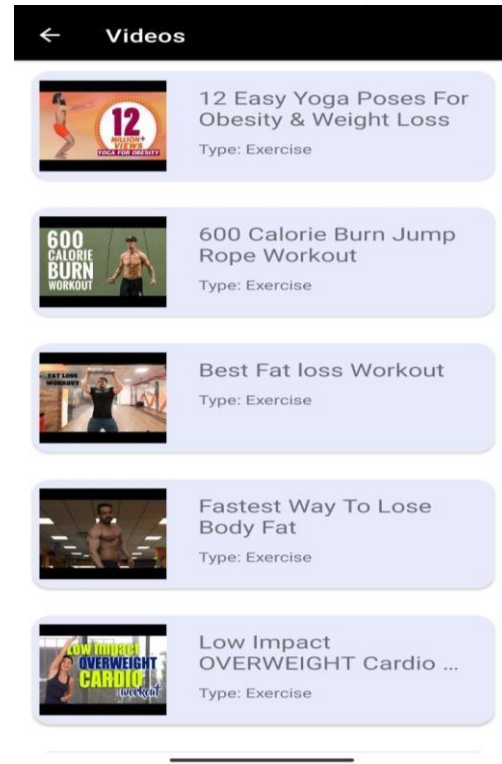 Videos
12
MILLION+
VIEWS
YOGA FOR OBESITY
12 Easy Yoga Poses For
Obesity & Weight Loss
Type: Exercise
600
CALORIE
BURN
WORKOUT
600 Calorie Burn Jump
Rope Workout
Type: Exercise
FAT LOSS
WORKOUT
Best Fat loss Workout
Type: Exercise
Fastest Way To Lose
Body Fat
Type: Exercise
Low Impact
OVERWEIGHT
CARDIO
Workout
Low Impact
OVERWEIGHT Cardio ...
Type: Exercise